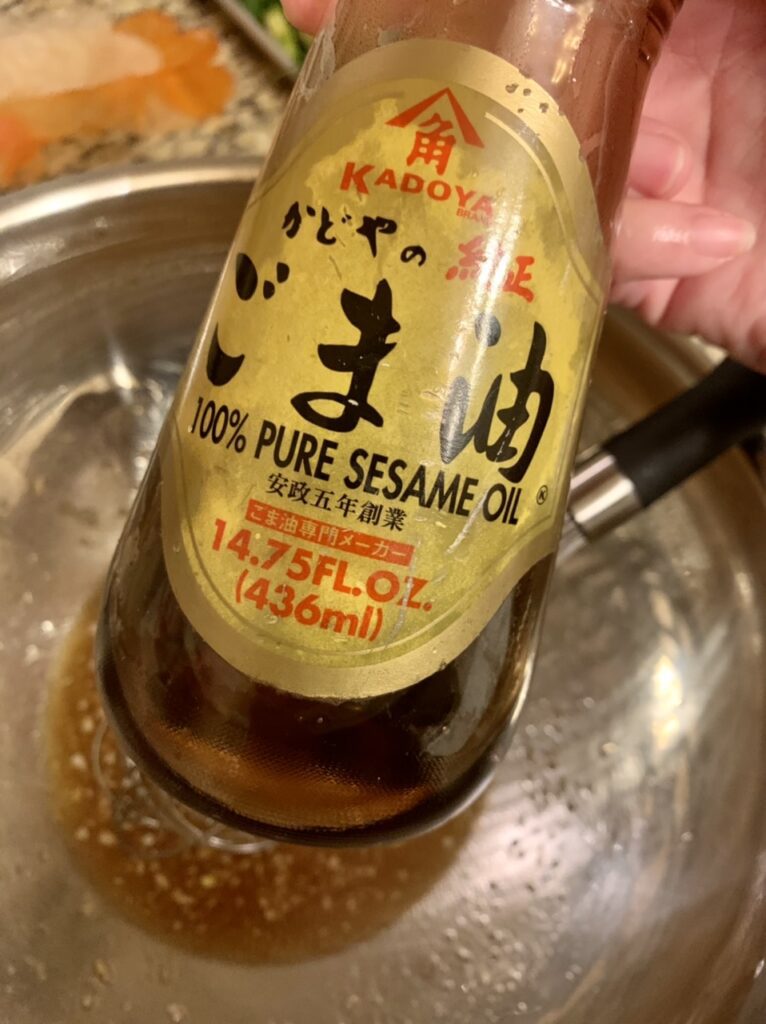 角
KADOYA
BRAND
かどやの
純正
ごま油
100% PURE SESAME OIL
安政五年創業
ごま油専門メーカー
14.75FL.OZ.
(436ml)